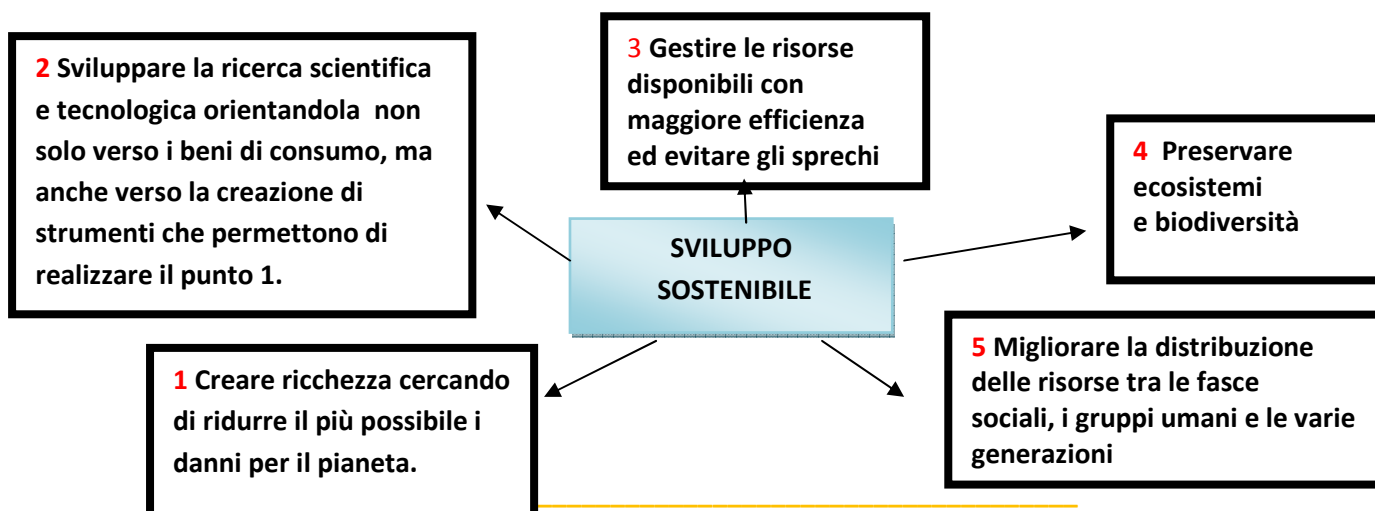 2 Sviluppare la ricerca scientifica
e tecnologica orientandola non
solo verso i beni di consumo, ma
anche verso la creazione di
strumenti che permettono di
realizzare il punto 1.
3 Gestire le risorse
disponibili con
maggiore efficienza
ed evitare gli sprechi
4 Preservare
ecosistemi
e biodiversità
SVILUPPO
SOSTENIBILE
1 Creare ricchezza cercando
di ridurre il più possibile i
danni per il pianeta.
5 Migliorare la distribuzione
delle risorse tra le fasce
sociali, i gruppi umani e le varie
generazioni